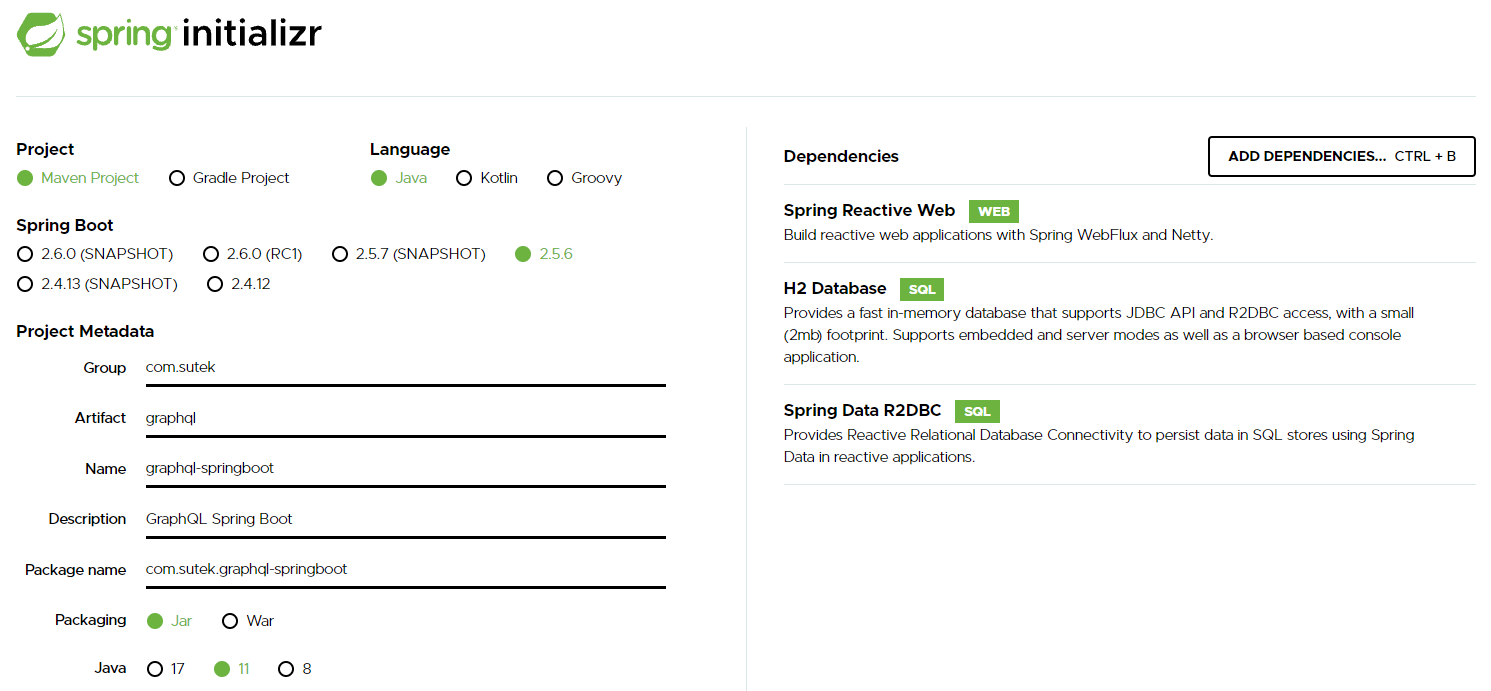 spring initializr
Project
Maven Project Gradle Project
Language
Java Kotlin Groovy
Spring Boot
2.6.0 (SNAPSHOT) 2.6.0 (RC1) 2.5.7 (SNAPSHOT) 2.5.6
2.4.13 (SNAPSHOT) 2.4.12
Project Metadata
Group com.sutek
Artifact graphql
Name graphql-springboot
Description GraphQL Spring Boot
Package name com.sutek.graphql-springboot
Packaging Jar War
Java 17 11 8
Dependencies ADD DEPENDENCIES... CTRL + B
Spring Reactive Web WEB
Build reactive web applications with Spring WebFlux and Netty.
H2 Database SQL
Provides a fast in-memory database that supports JDBC API and R2DBC access, with a small
(2mb) footprint. Supports embedded and server modes as well as a browser based console
application.
Spring Data R2DBC SQL
Provides Reactive Relational Database Connectivity to persist data in SQL stores using Spring
Data in reactive applications.